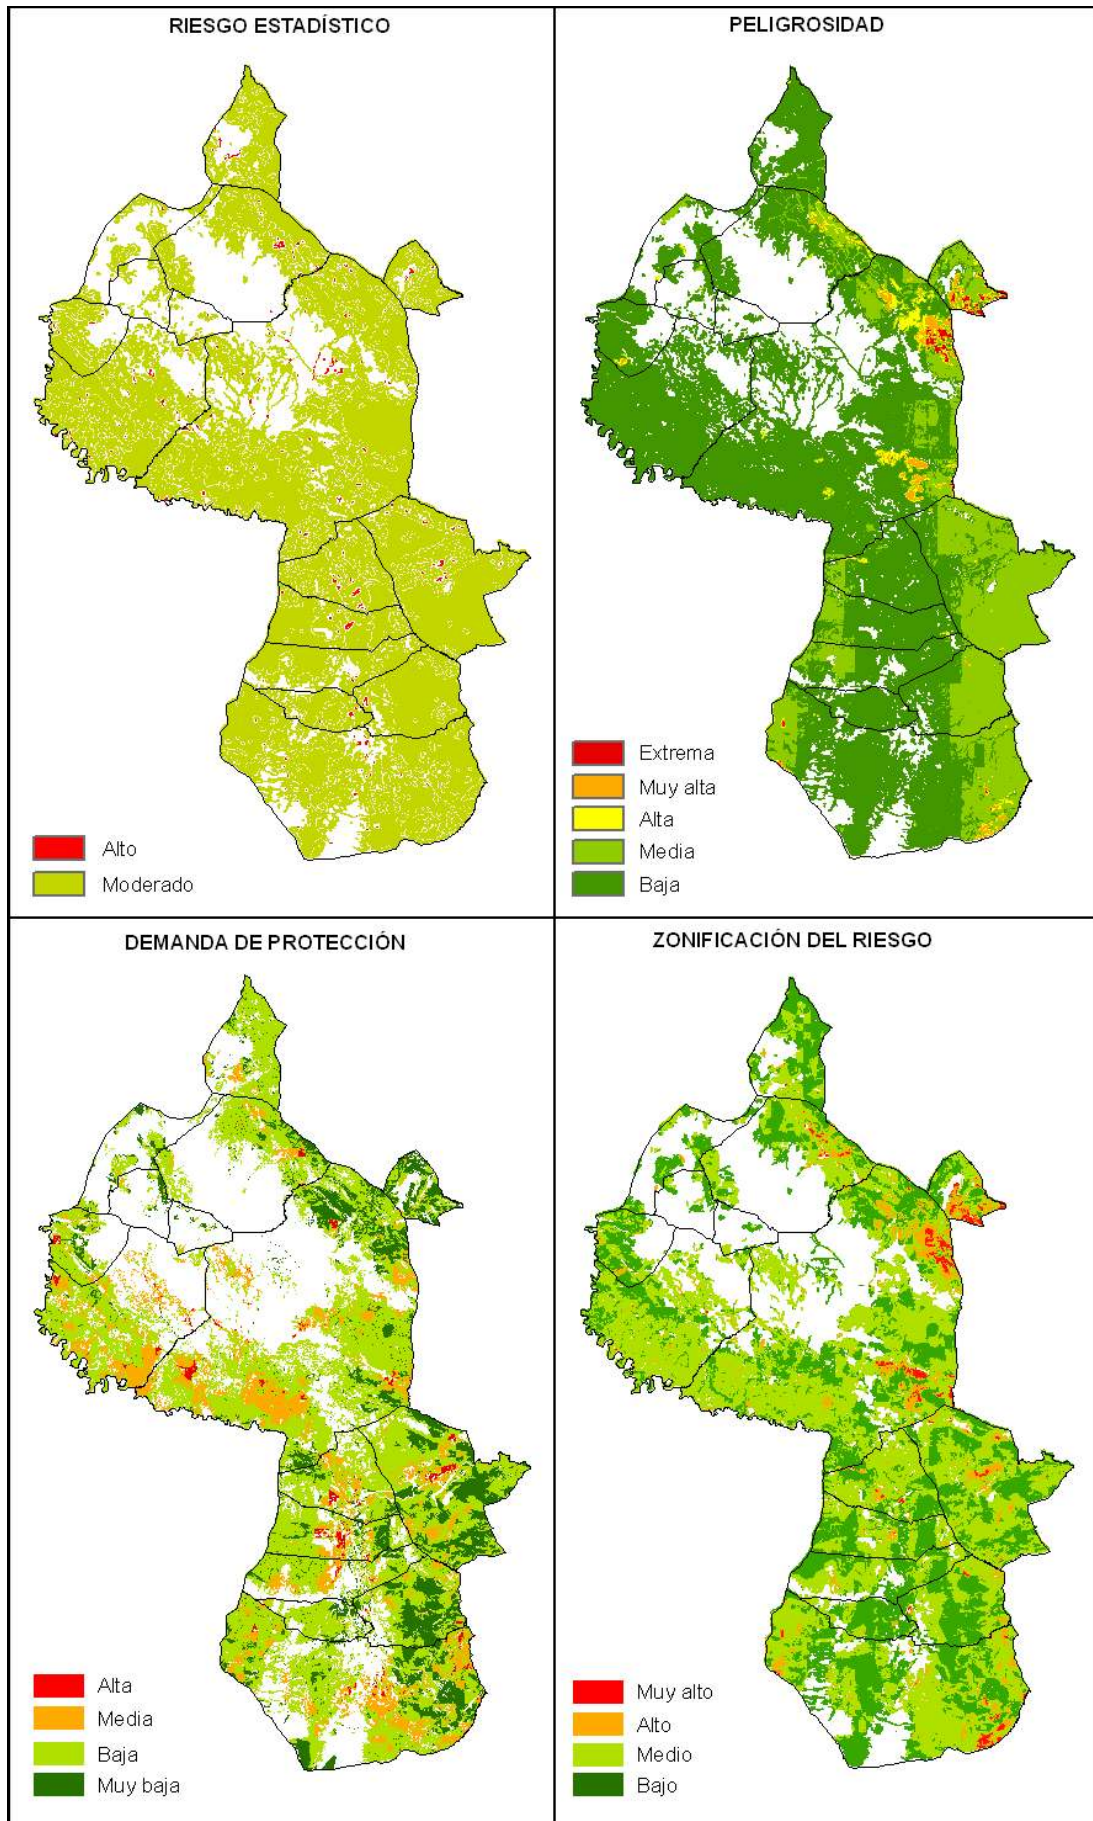 RIESGO ESTADÍSTICO
Alto
Moderado
PELIGROSIDAD
Extrema
Muy alta
Alta
Media
Baja
DEMANDA DE PROTECCIÓN
Alta
Media
Baja
Muy baja
ZONIFICACIÓN DEL RIESGO
Muy alto
Alto
Medio
Bajo